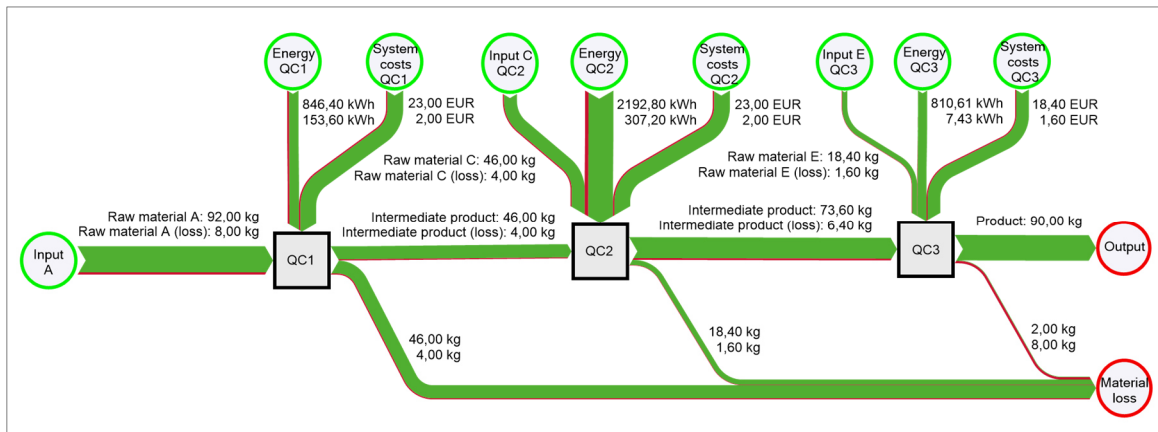 Energy
QC1
System
costs
QC1
Input C
QC2
Energy
QC2
System
costs
QC2
Input E
QC3
Energy
QC3
System
costs
QC3
846,40 kWh
153,60 kWh
23,00 EUR
2,00 EUR
2192,80 kWh
307,20 kWh
23,00 EUR
2,00 EUR
810,61 kWh
7,43 kWh
18,40 EUR
1,60 EUR
Raw material C: 46,00 kg
Raw material C (loss): 4,00 kg
Raw material E: 18,40 kg
Raw material E (loss): 1,60 kg
Raw material A: 92,00 kg
Raw material A (loss): 8,00 kg
Intermediate product: 46,00 kg
Intermediate product (loss): 4,00 kg
Intermediate product: 73,60 kg
Intermediate product (loss): 6,40 kg
Product: 90,00 kg
Input
A
QC1
QC2
QC3
Output
46,00 kg
4,00 kg
18,40 kg
1,60 kg
2,00 kg
8,00 kg
Material
loss